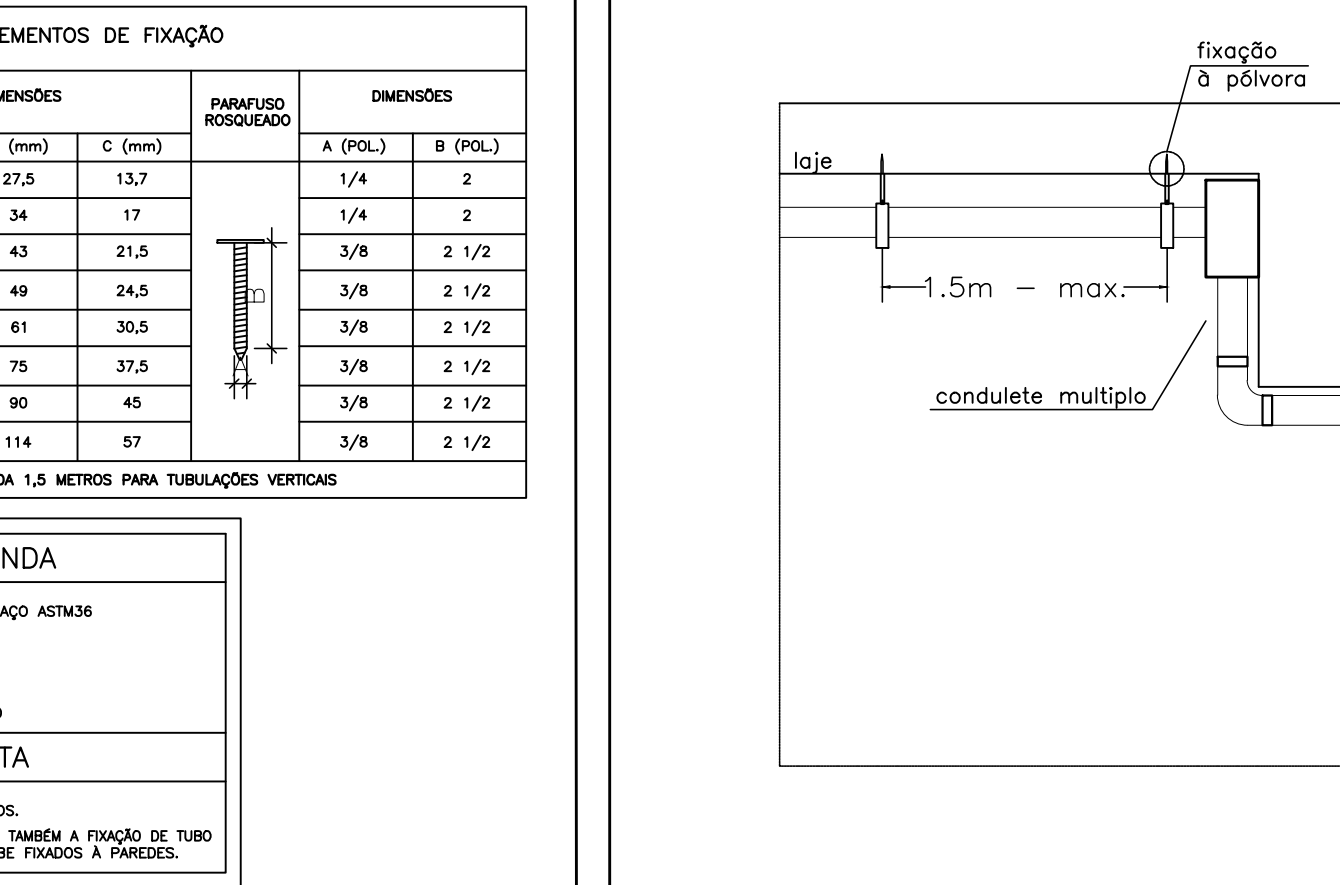 EMENTOS DE FIXAÇÃO
MENSÕES
PARAFUSO
ROSQUEADO
DIMENSÕES
(mm) C (mm) A (POL.) B (POL.)
27,5 13,7 1/4 2
34 17 1/4 2
43 21,5 3/8 2 1/2
49 24,5 3/8 2 1/2
61 30,5 3/8 2 1/2
75 37,5 3/8 2 1/2
90 45 3/8 2 1/2
114 57 3/8 2 1/2
B
A
DA 1,5 METROS PARA TUBULAÇÕES VERTICAIS
NDA
AÇO ASTM36
TA
OS.
TAMBÉM A FIXAÇÃO DE TUBO
BE FIXADOS À PAREDES.
fixação
à pólvora
laje
1.5m - max.
condulete multiplo